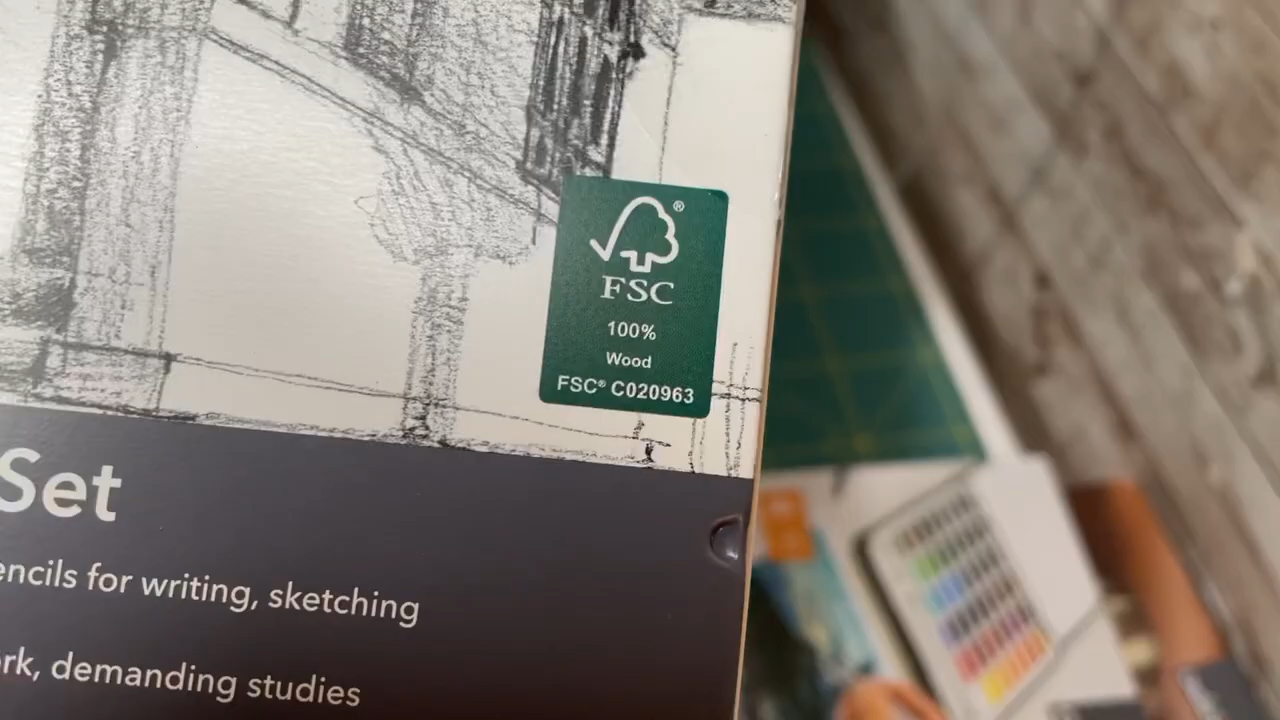 ®
FSC
100%
Wood
FSC® C020963
Set
encils for writing, sketching
rk, demanding studies